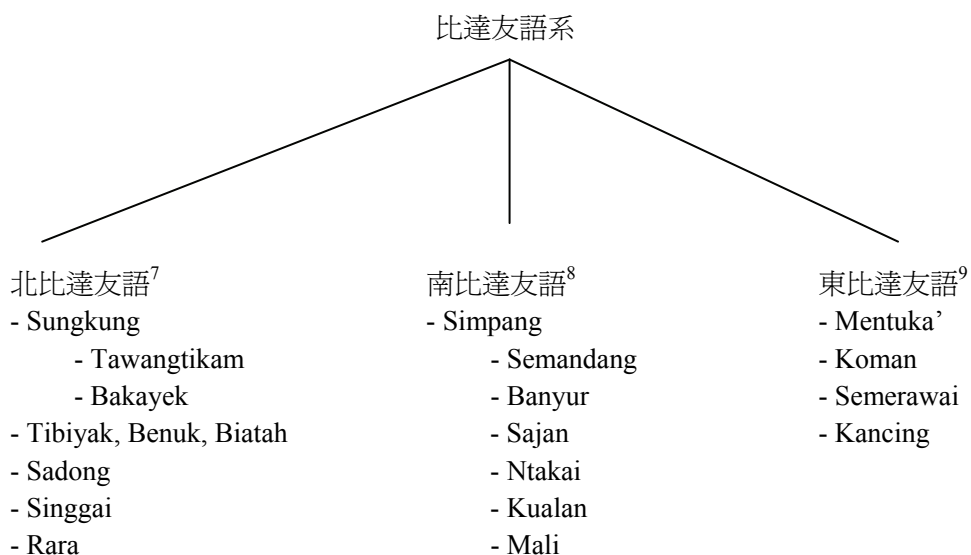 比達友語系
北比達友語7
- Sungkung
- Tawangtikam
- Bakayek
- Tibiyak, Benuk, Biatah
- Sadong
- Singgai
- Rara
南比達友語8
- Simpang
- Semandang
- Banyur
- Sajan
- Ntakai
- Kualan
- Mali
東比達友語9
- Mentuka’
- Koman
- Semerawai
- Kancing